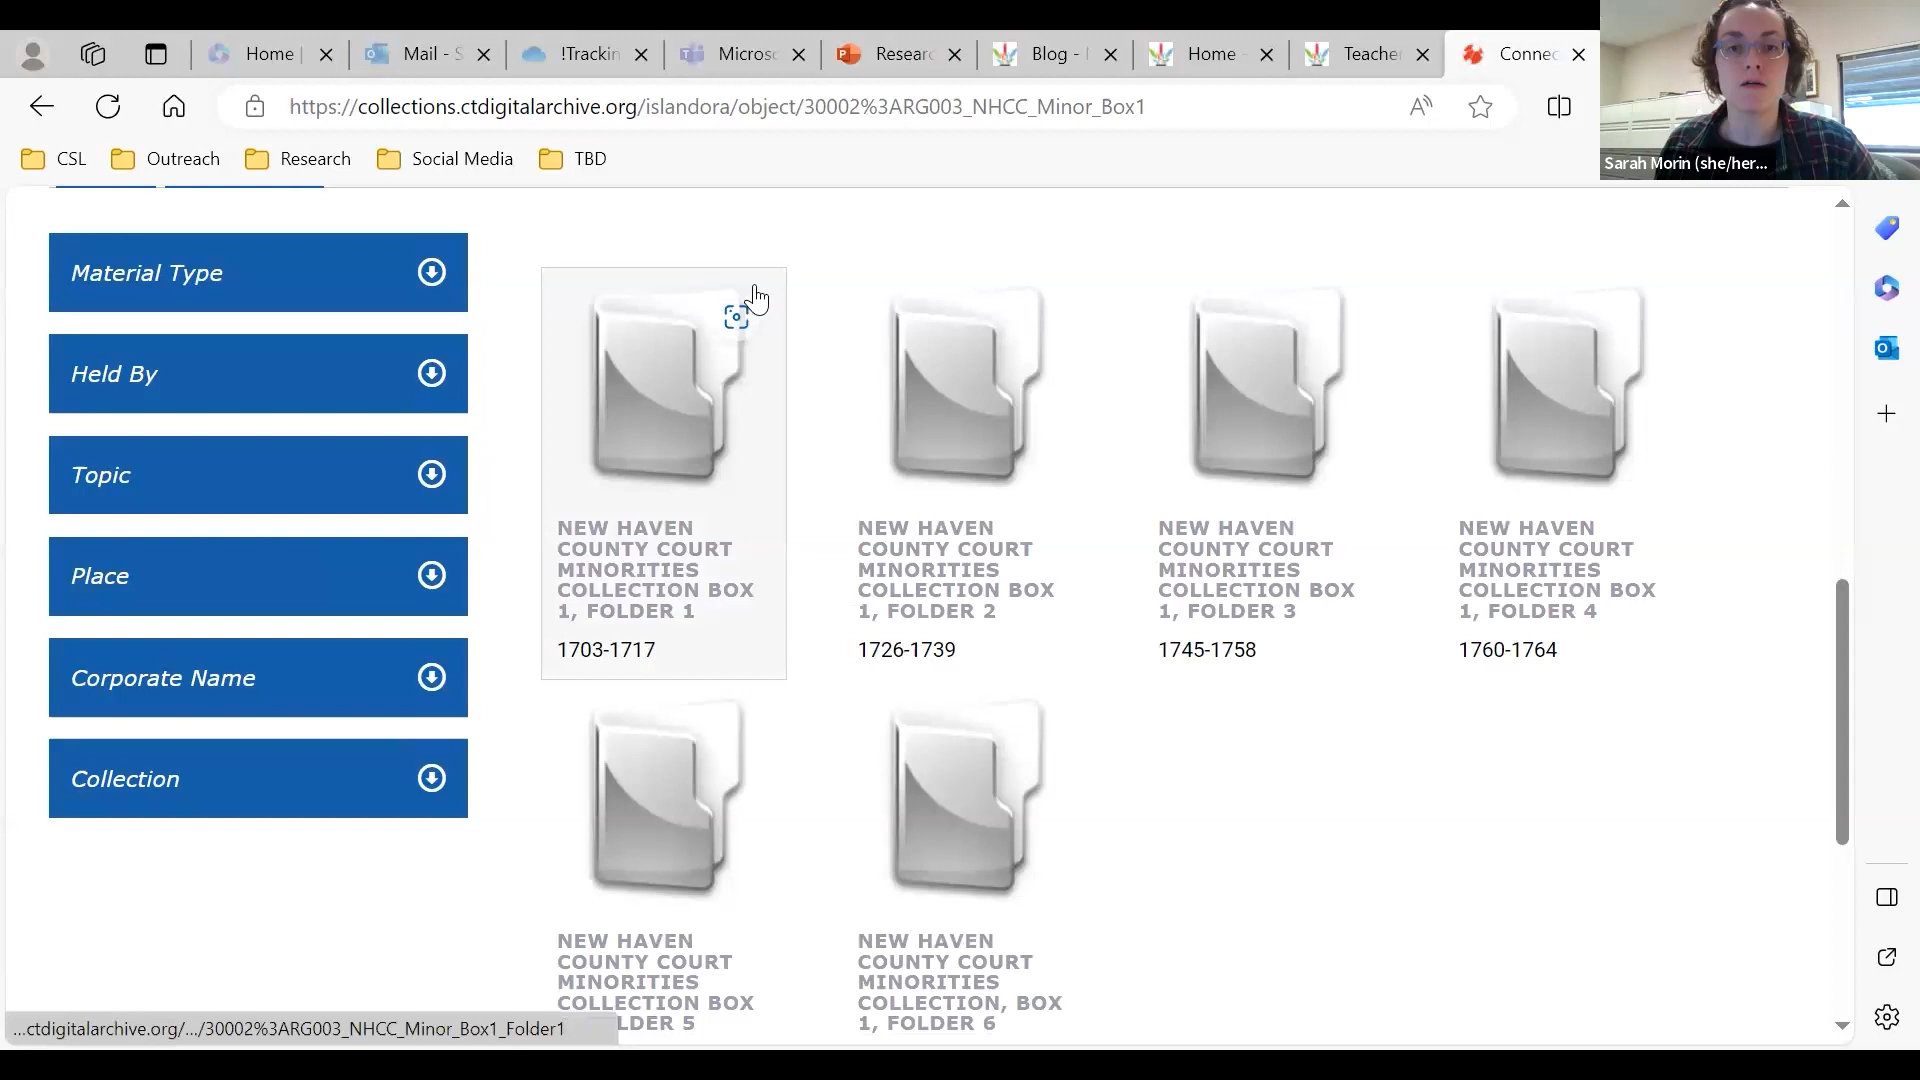 Home
Mail - S
!Trackin
Microso
Researc
Blog - I
Home -
Teache
Connec
https://collections.ctdigitalarchive.org/islandora/object/30002%3ARG003_NHCC_Minor_Box1
CSL
Outreach
Research
Social Media
TBD
Sarah Morin (she/her...
Material Type
Held By
Topic
Place
Corporate Name
Collection
NEW HAVEN
COUNTY COURT
MINORITIES
COLLECTION BOX
1, FOLDER 1
1703-1717
NEW HAVEN
COUNTY COURT
MINORITIES
COLLECTION BOX
1, FOLDER 2
1726-1739
NEW HAVEN
COUNTY COURT
MINORITIES
COLLECTION BOX
1, FOLDER 3
1745-1758
NEW HAVEN
COUNTY COURT
MINORITIES
COLLECTION BOX
1, FOLDER 4
1760-1764
NEW HAVEN
COUNTY COURT
MINORITIES
COLLECTION BOX
LDER 5
NEW HAVEN
COUNTY COURT
MINORITIES
COLLECTION, BOX
1, FOLDER 6
...ctdigitalarchive.org/.../30002%3ARG003_NHCC_Minor_Box1_Folder1